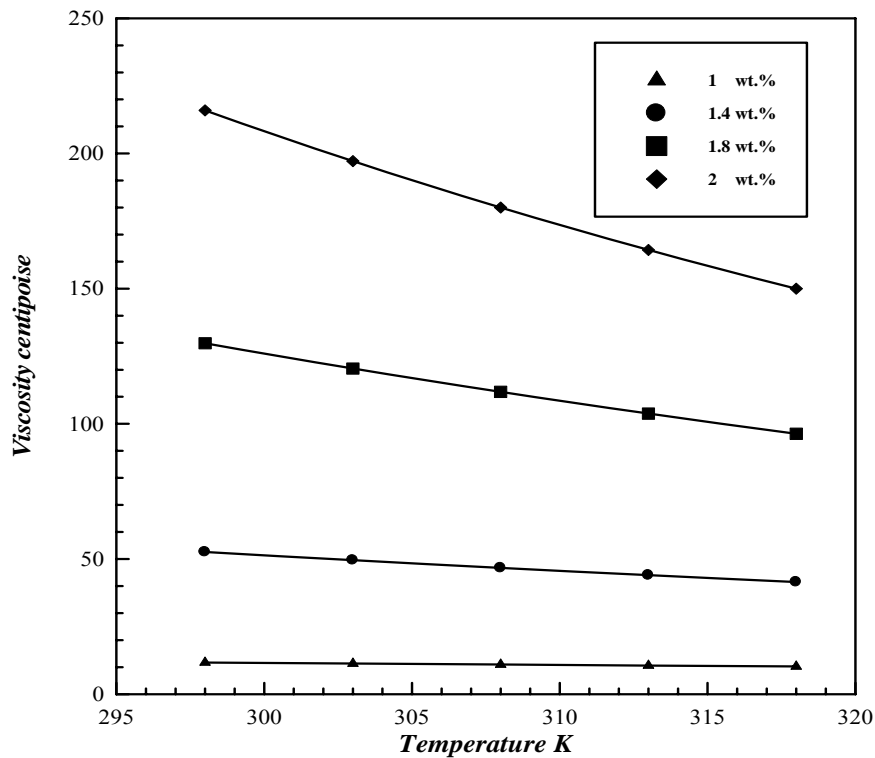 250
1 wt.%
1.4 wt.%
1.8 wt.%
2 wt.%
200
150
100
50
0
Viscosity centipoise
295 300 305 310 315 320
Temperature K